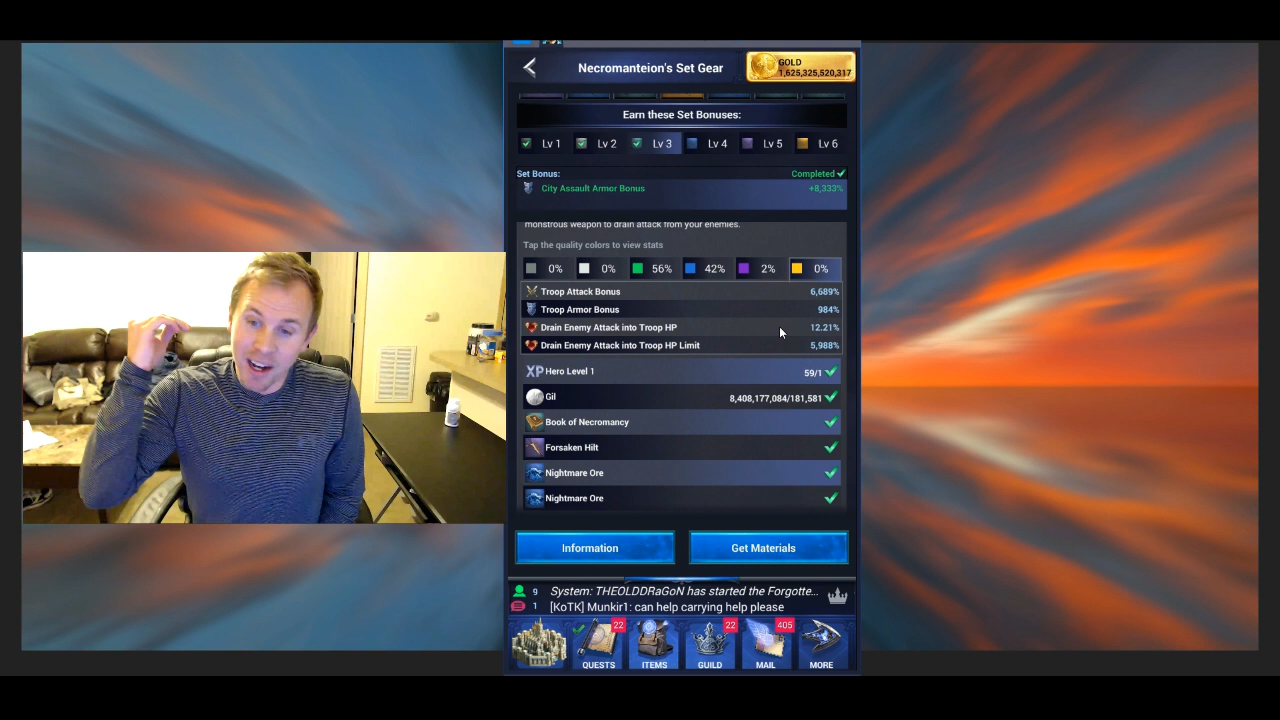 Necromanteion's Set Gear
GOLD
1,625,325,520,317
Earn these Set Bonuses:
Lv 1 Lv 2 Lv 3 Lv 4 Lv 5 Lv 6
Set Bonus: Completed
City Assault Armor Bonus +8,333%
monstrous weapon to drain attack from your enemies.
Tap the quality colors to view stats
0% 0% 56% 42% 2% 0%
Troop Attack Bonus 6,689%
Troop Armor Bonus 984%
Drain Enemy Attack into Troop HP 12.21%
Drain Enemy Attack into Troop HP Limit 5,988%
XP Hero Level 1 59/1
Gil 8,408,177,084/181,581
Book of Necromancy
Forsaken Hilt
Nightmare Ore
Nightmare Ore
Information Get Materials
9 System: THEOLDDRaGoN has started the Forgotte...
1 [KoTK] Munkir1: can help carrying help please
22 22 405
QUESTS ITEMS GUILD MAIL MORE